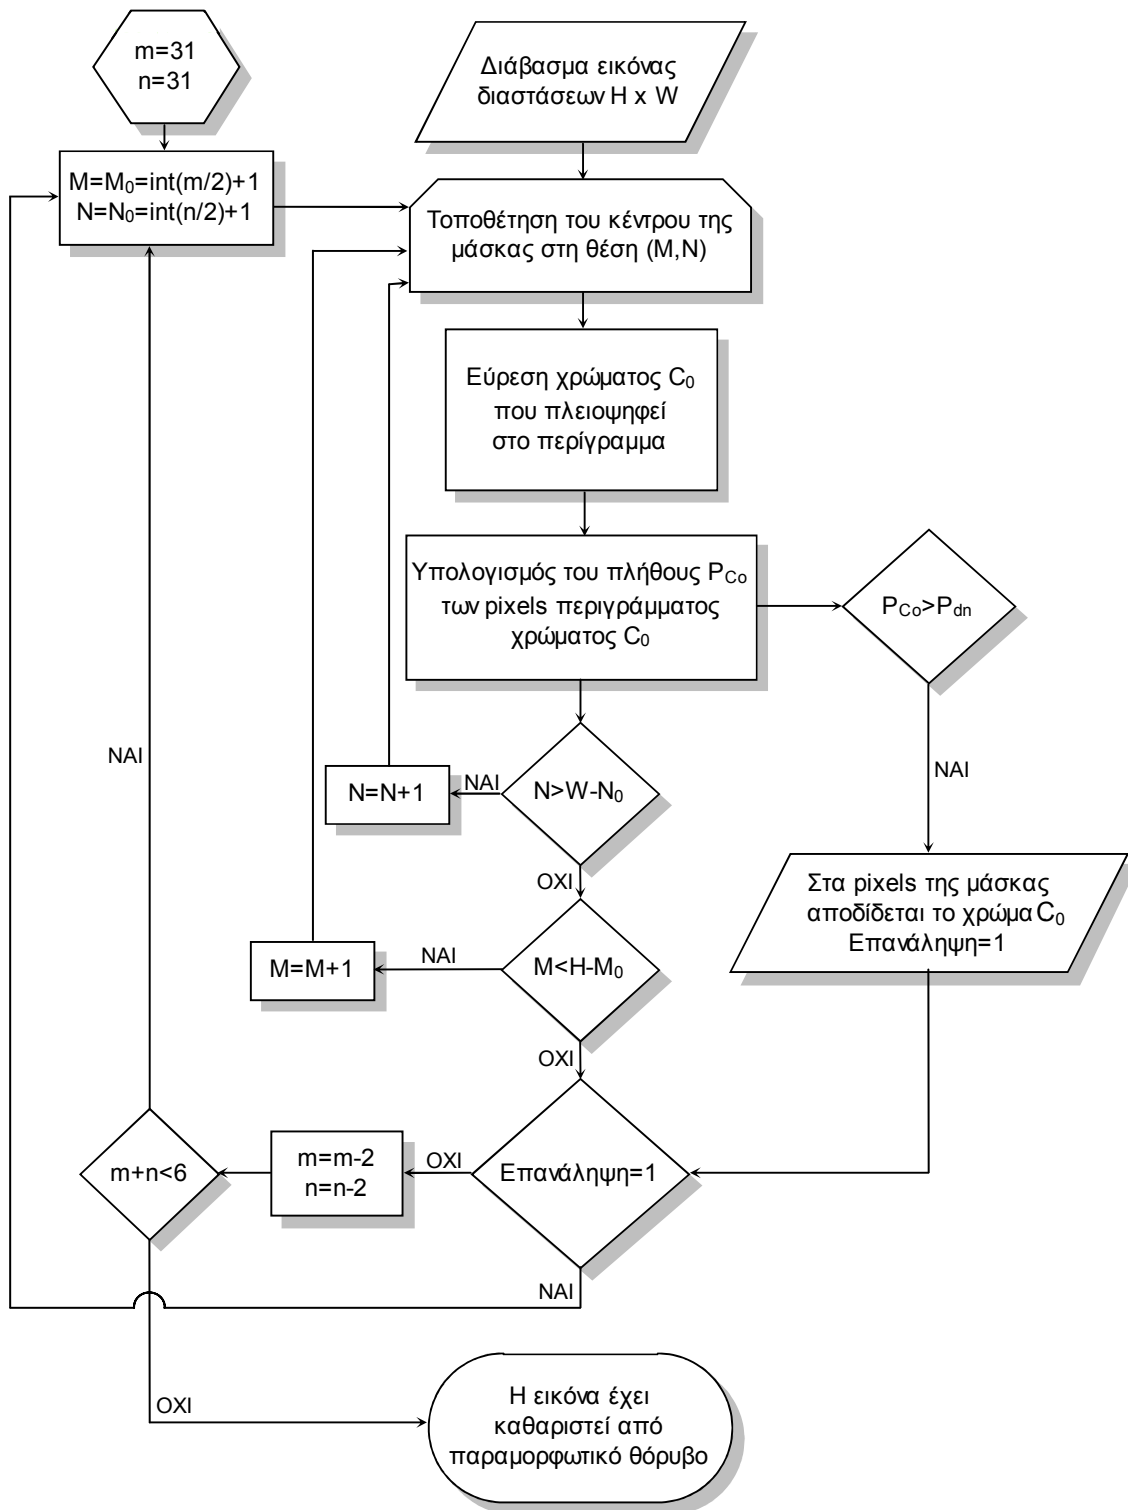 m=31
n=31
Διάβασμα εικόνας
διαστάσεων H x W
M=M₀=int(m/2)+1
N=N₀=int(n/2)+1
Τοποθέτηση του κέντρου της
μάσκας στη θέση (M,N)
Εύρεση χρώματος C₀
που πλειοψηφεί
στο περίγραμμα
Υπολογισμός του πλήθους P_Co
των pixels περιγράμματος
χρώματος C₀
P_Co>P_dn
ΝΑΙ
ΝΑΙ
N=N+1
ΝΑΙ
N>W-N₀
ΟΧΙ
Στα pixels της μάσκας
αποδίδεται το χρώμα C₀
Επανάληψη=1
M=M+1
ΝΑΙ
M<H-M₀
ΟΧΙ
m+n<6
m=m-2
n=n-2
ΟΧΙ
Επανάληψη=1
ΝΑΙ
ΟΧΙ
Η εικόνα έχει
καθαριστεί από
παραμορφωτικό θόρυβο